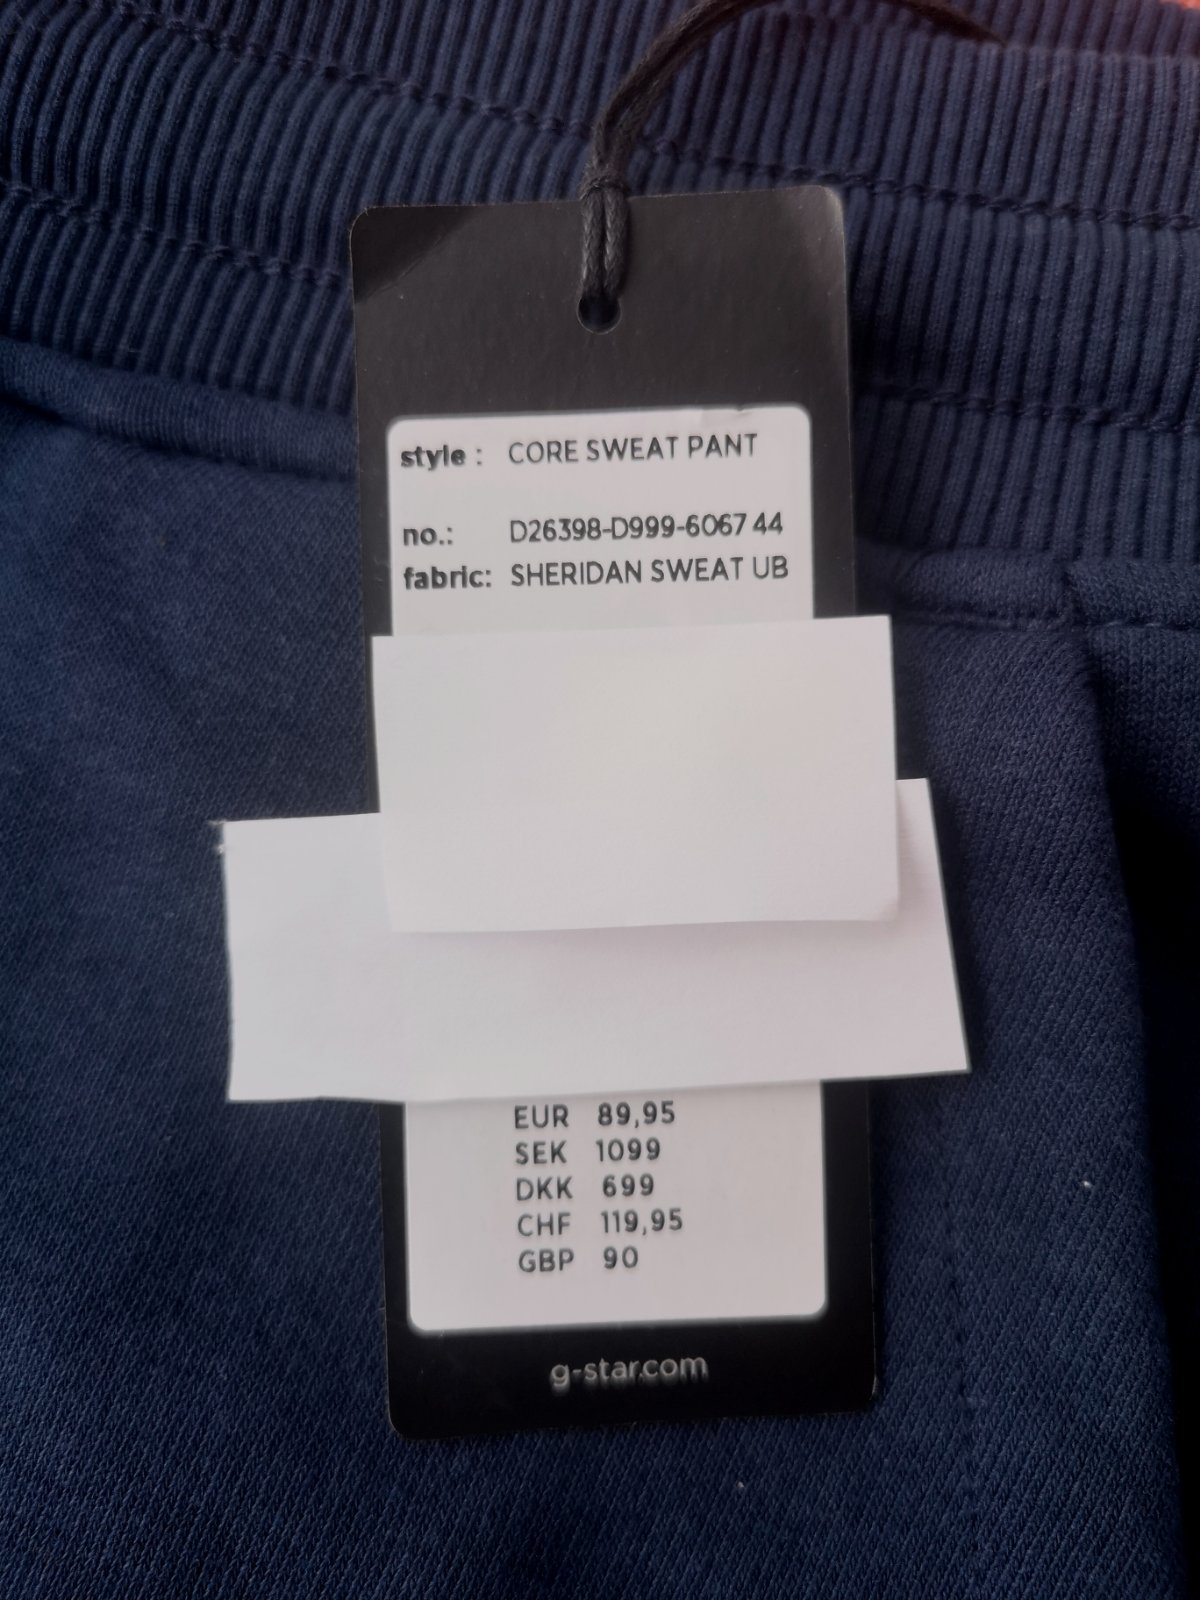 style : CORE SWEAT PANT
no.: D26398-D999-6067 44
fabric: SHERIDAN SWEAT UB
EUR 89,95
SEK 1099
DKK 699
CHF 119,95
GBP 90
g-star.com